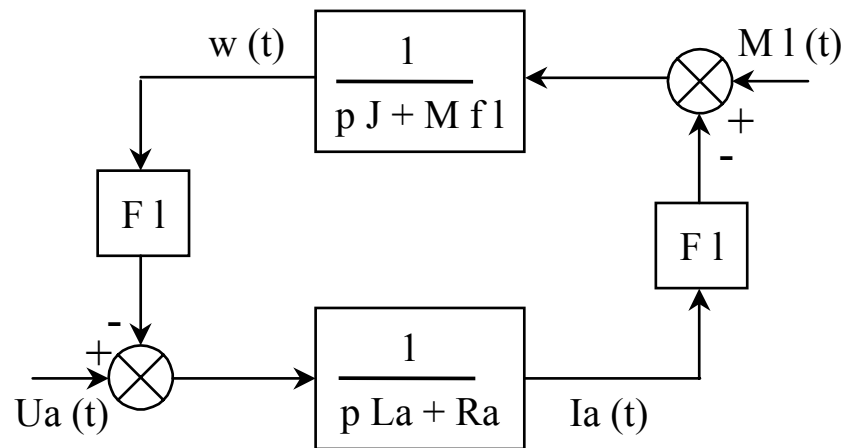 w (t)
1
p J + M f l
M l (t)
+
-
F l
F l
-
+
Ua (t)
1
p La + Ra
Ia (t)